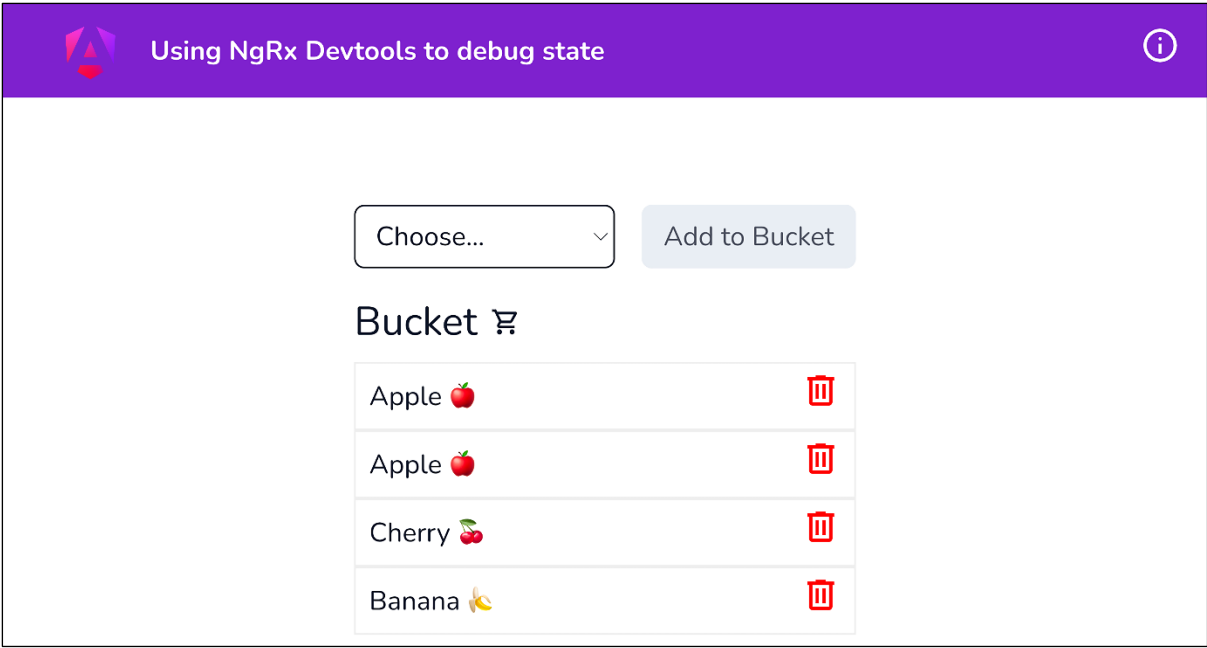 Using NgRx Devtools to debug state
Choose... Add to Bucket
Bucket
Apple 🍎
Apple 🍎
Cherry 🍒
Banana 🍌